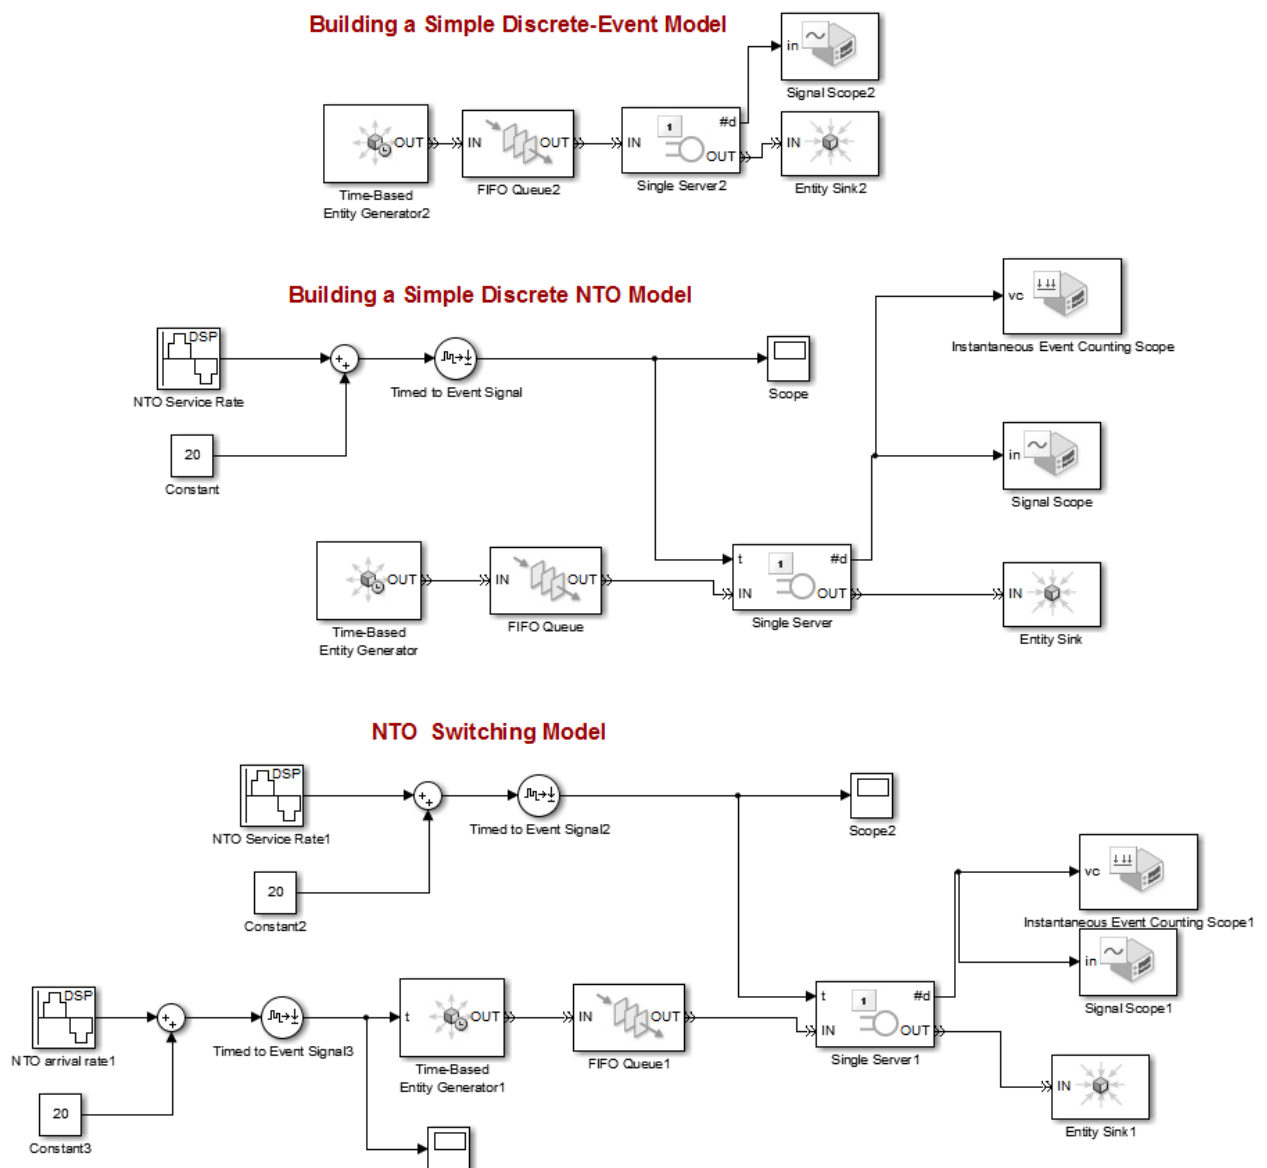 Building a Simple Discrete-Event Model
in
Signal Scope2
OUT
Time-Based
Entity Generator2
IN
OUT
FIFO Queue2
IN
1
#d
OUT
Single Server2
IN
Entity Sink2
Building a Simple Discrete NTO Model
vc
Instantaneous Event Counting Scope
DSP
NTO Service Rate
Timed to Event Signal
Scope
20
Constant
in
Signal Scope
OUT
Time-Based
Entity Generator
IN
OUT
FIFO Queue
t
IN
1
#d
OUT
Single Server
IN
Entity Sink
NTO Switching Model
DSP
NTO Service Rate1
Timed to Event Signal2
Scope2
20
Constant2
vc
Instantaneous Event Counting Scope1
in
Signal Scope1
DSP
NTO arrival rate1
Timed to Event Signal3
t
OUT
Time-Based
Entity Generator1
IN
OUT
FIFO Queue1
t
IN
1
#d
OUT
Single Server1
20
Constant3
IN
Entity Sink1